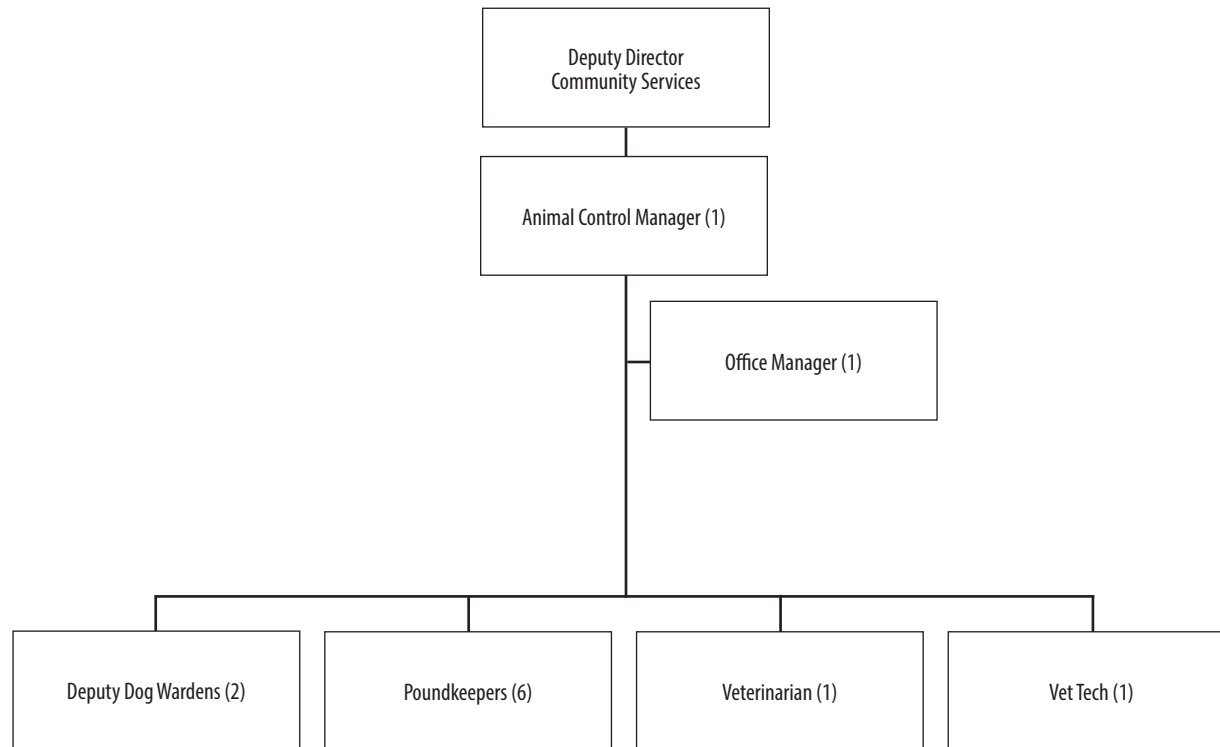 Deputy Director
Community Services
Animal Control Manager (1)
Office Manager (1)
Deputy Dog Wardens (2)
Poundkeepers (6)
Veterinarian (1)
Vet Tech (1)